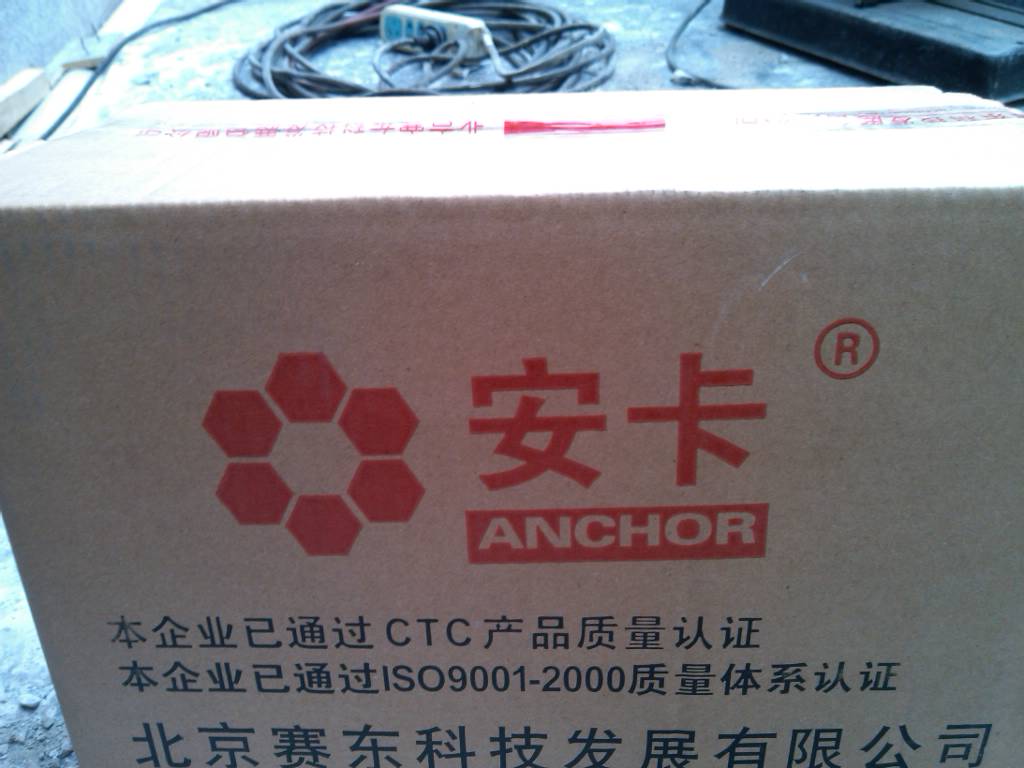 安卡
®
ANCHOR
本企业已通过CTC产品质量认证
本企业已通过ISO9001-2000质量体系认证
北京赛东科技发展有限公司